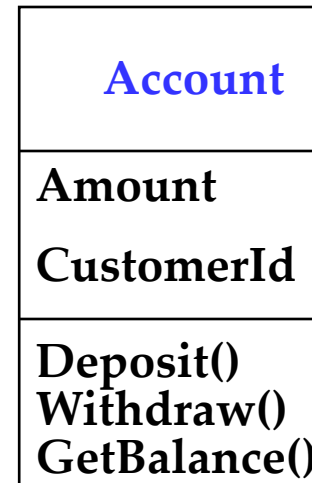 Account
Amount
CustomerId
Deposit()
Withdraw()
GetBalance()